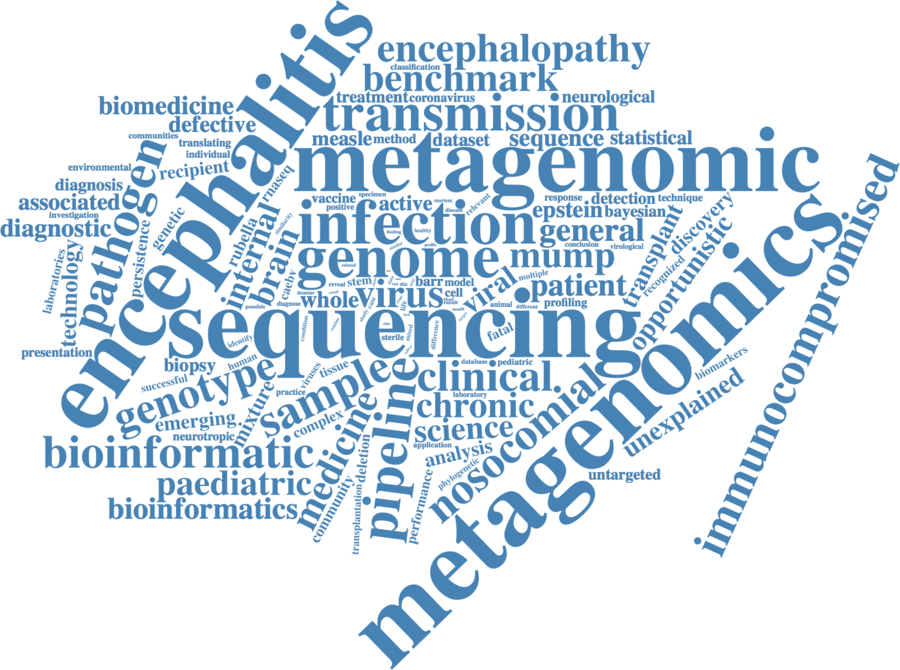 encephalitis
encephalopathy
classification
benchmark
treatment
coronavirus
neurological
biomedicine
transmission
defective
communities
translating
individual
measle
method
dataset
sequence
statistical
metagenomic
environmental
recipient
rnaseq
diagnosis
associated
investigation
diagnostic
pathogen
genetic
persistence
laboratories
technology
presentation
vaccine
specimen
positive
active
relevant
response
detection
technique
epstein
bayesian
infection
general
conclusion
virological
internal
rubella
similarity
brain
caeby
possible
diagnose
genome
mump
transplant
discovery
recognized
opportunistic
immunocompromised
finding
healthy
disease
reveal
stem
barr
model
viral
multiple
patient
profiling
whole
virus
cell
animal
different
sequencing
fatal
sterile
difference
condition
identify
human
biopsy
successful
genotype
practice
viruses
tissue
sample
database
pediatric
clinical
laboratory
metagenomics
biomarkers
unexplained
untargeted
emerging
neurotropic
mixture
complex
chronic
science
application
analysis
phylogenetic
nosocomial
bioinformatic
paediatric
bioinformatics
medicine
community
deletion
transplantation
pipeline
performance